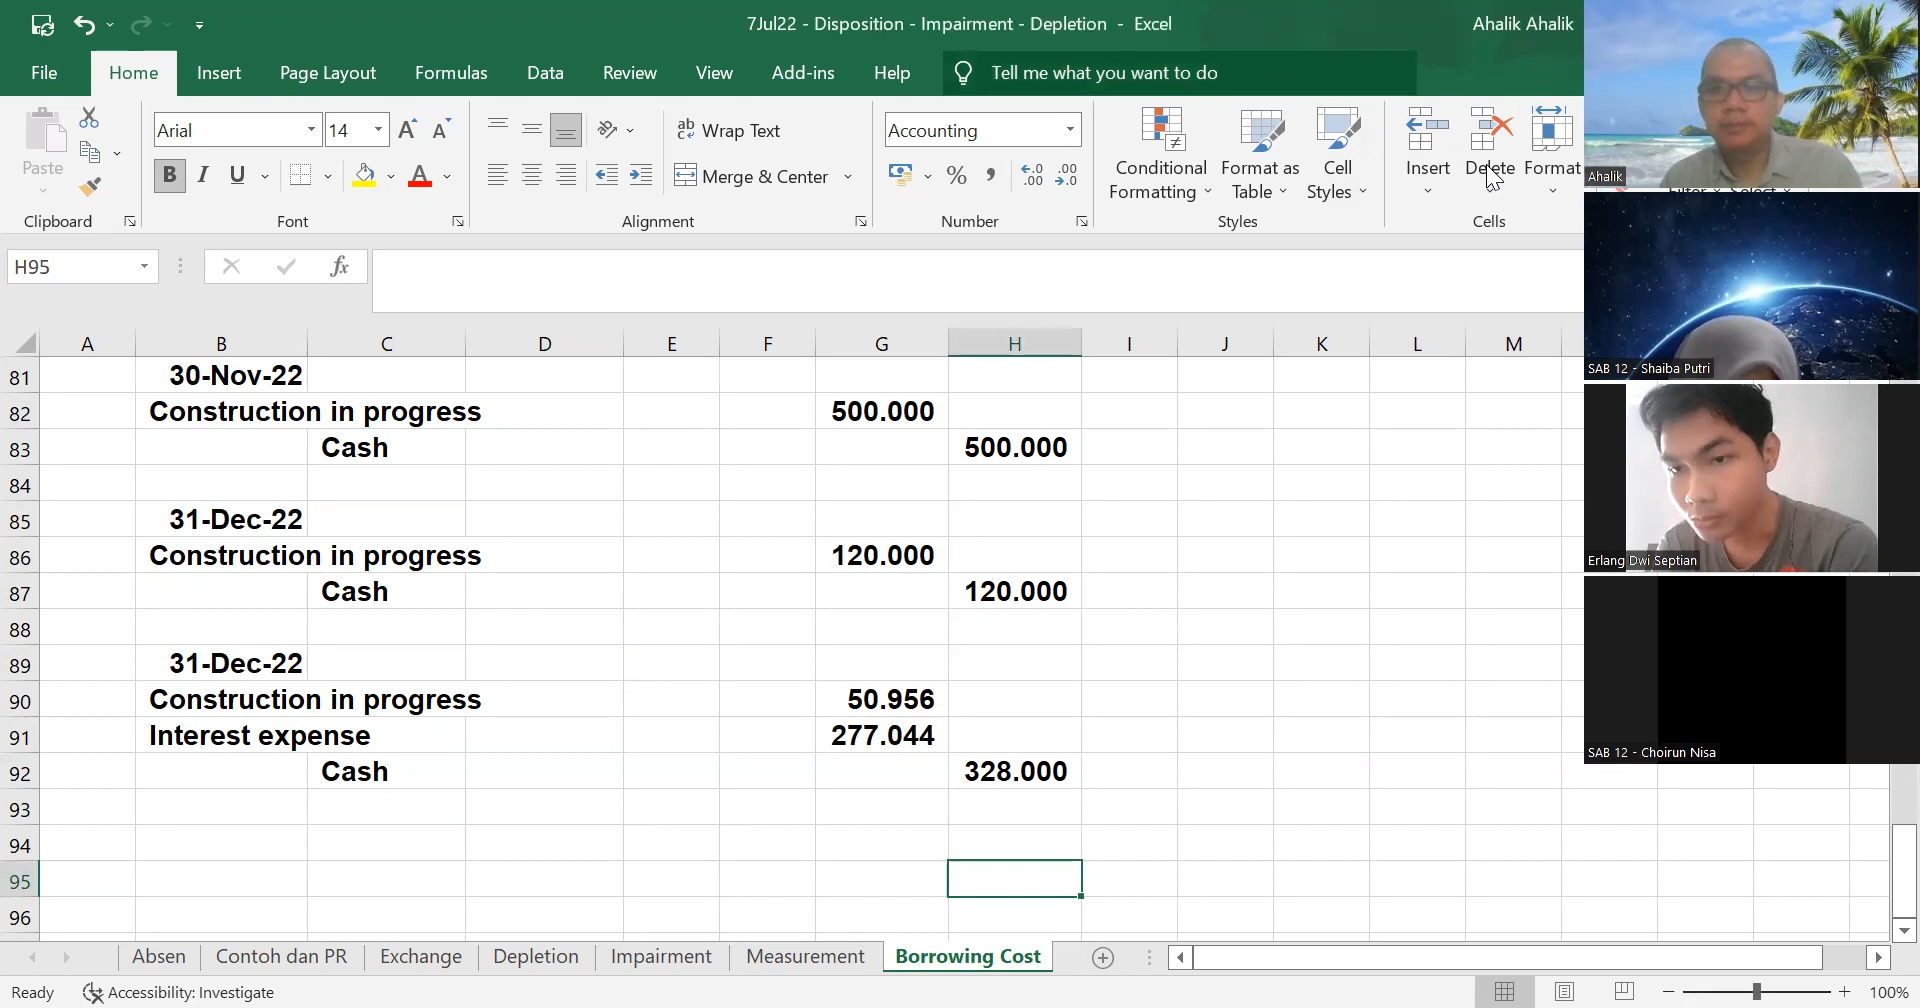 7Jul22 - Disposition - Impairment - Depletion - Excel
Ahalik Ahalik
File Home Insert Page Layout Formulas Data Review View Add-ins Help Tell me what you want to do
Paste
Clipboard
Arial 14
B I U A
Font
ab Wrap Text
Merge & Center
Alignment
Accounting
% 
Number
Conditional Formatting
Format as Table
Cell Styles
Styles
Insert Delete Format
Cells
Ahalik
SAB 12 - Shaiba Putri
Erlang Dwi Septian
SAB 12 - Choirun Nisa
H95 fx
A B C D E F G H I J K L M
81 30-Nov-22
82 Construction in progress 500.000
83 Cash 500.000
84
85 31-Dec-22
86 Construction in progress 120.000
87 Cash 120.000
88
89 31-Dec-22
90 Construction in progress 50.956
91 Interest expense 277.044
92 Cash 328.000
93
94
95
96
Absen Contoh dan PR Exchange Depletion Impairment Measurement Borrowing Cost
Ready Accessibility: Investigate 100%